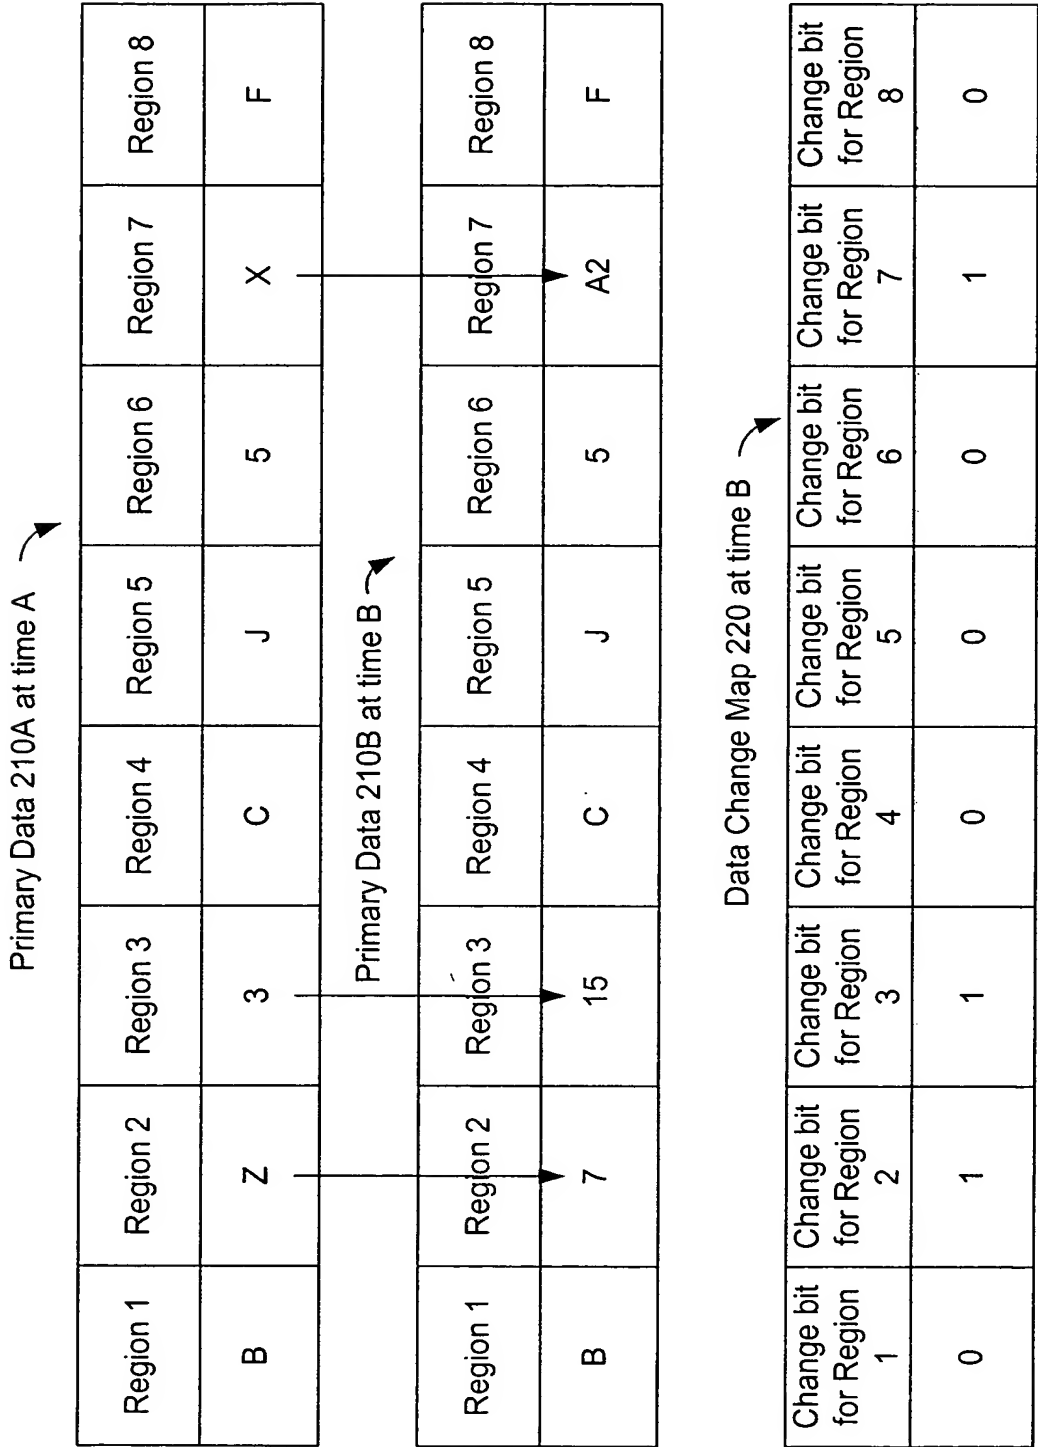 Primary Data 210A at time A
Region 1 Region 2 Region 3 Region 4 Region 5 Region 6 Region 7 Region 8
B Z 3 C J 5 X F
Primary Data 210B at time B
Region 1 Region 2 Region 3 Region 4 Region 5 Region 6 Region 7 Region 8
B 7 15 C J 5 A2 F
Data Change Map 220 at time B
Change bit Change bit Change bit Change bit Change bit Change bit Change bit Change bit
for Region for Region for Region for Region for Region for Region for Region for Region
1 2 3 4 5 6 7 8
0 1 1 0 0 0 1 0